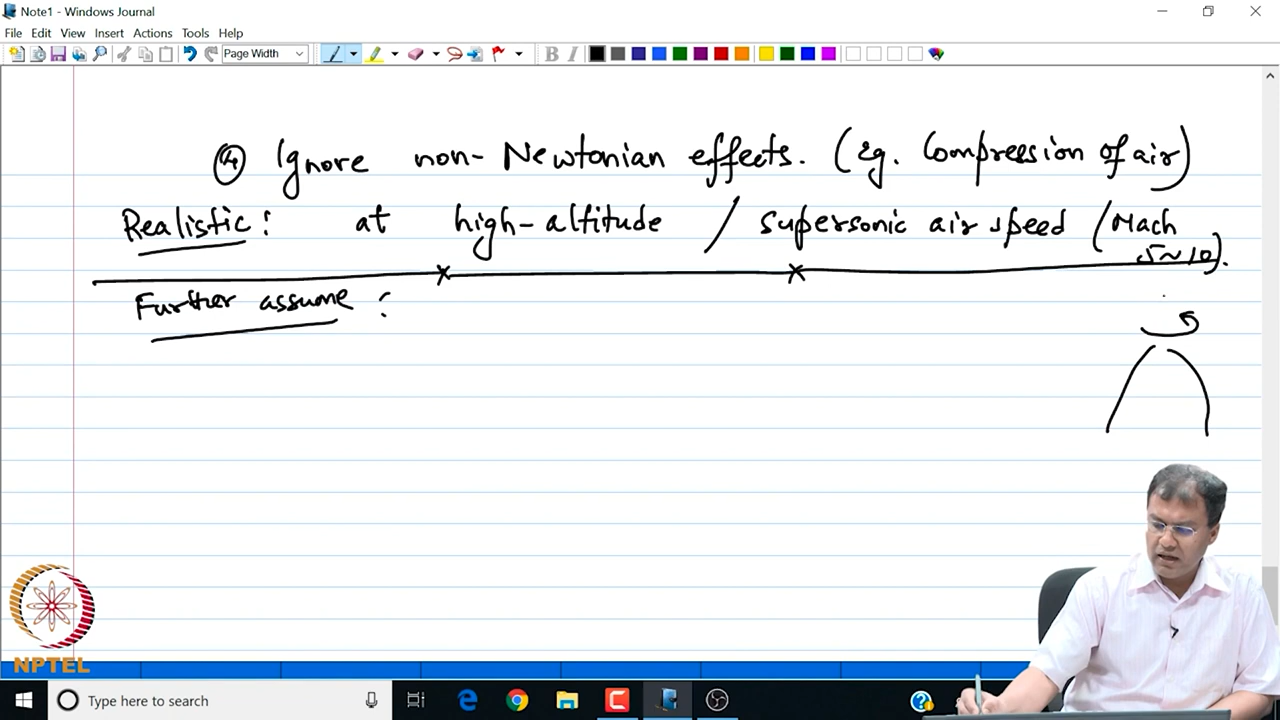 Note1 - Windows Journal
File Edit View Insert Actions Tools Help
Page Width
B I
④ Ignore non-Newtonian effects. (Eg. Compression of air)
Realistic: at high-altitude / supersonic air speed (Mach
5~10).
Further assume:
NPTEL
Type here to search